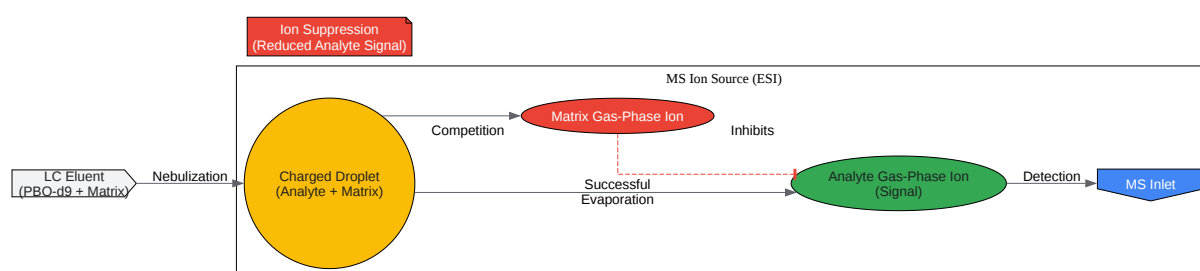 Ion Suppression
(Reduced Analyte Signal)
MS Ion Source (ESI)
Matrix Gas-Phase Ion
Competition
Inhibits
LC Eluent
(PBO-d9 + Matrix)
Nebulization
Charged Droplet
(Analyte + Matrix)
Successful
Evaporation
Analyte Gas-Phase Ion
(Signal)
Detection
MS Inlet